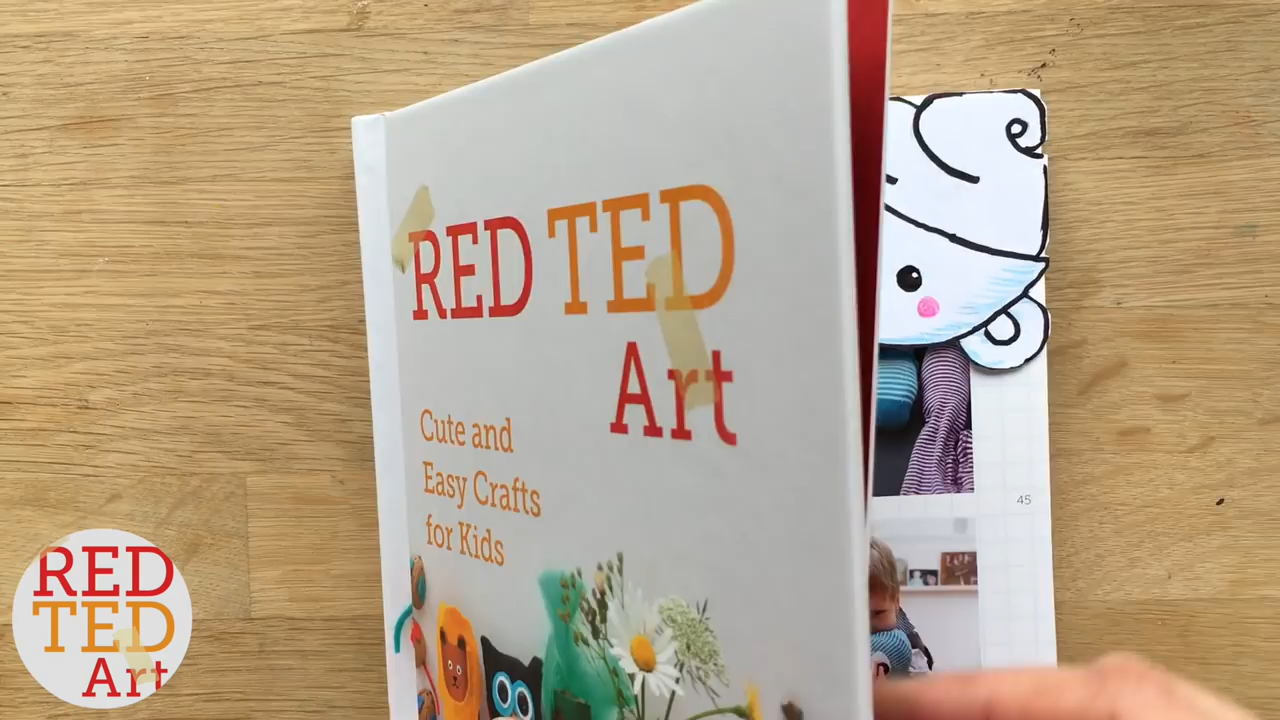 RED TED
Art
Cute and
Easy Crafts
for Kids
45
RED
TED
Art